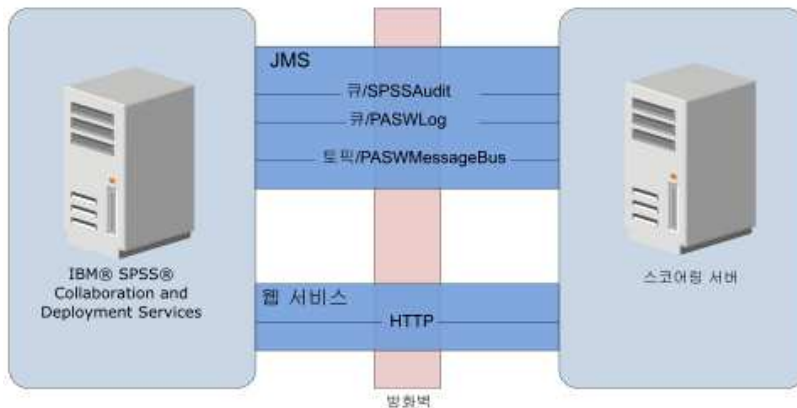 JMS
큐/SPSSAudit
큐/PASWLog
토픽/PASWMessageBus
IBM® SPSS®
Collaboration and
Deployment Services
스코어링 서버
웹 서비스
HTTP
방화벽